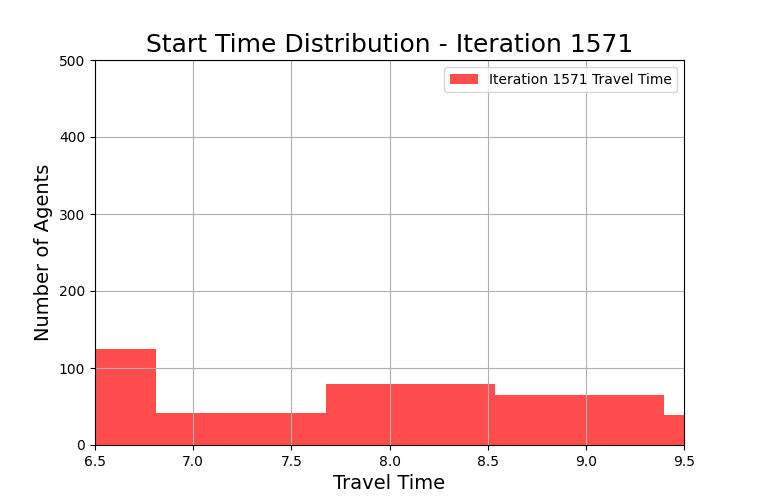 Start Time Distribution - Iteration 1571
500
400
300
200
100
0
Number of Agents
Iteration 1571 Travel Time
6.5 7.0 7.5 8.0 8.5 9.0 9.5
Travel Time